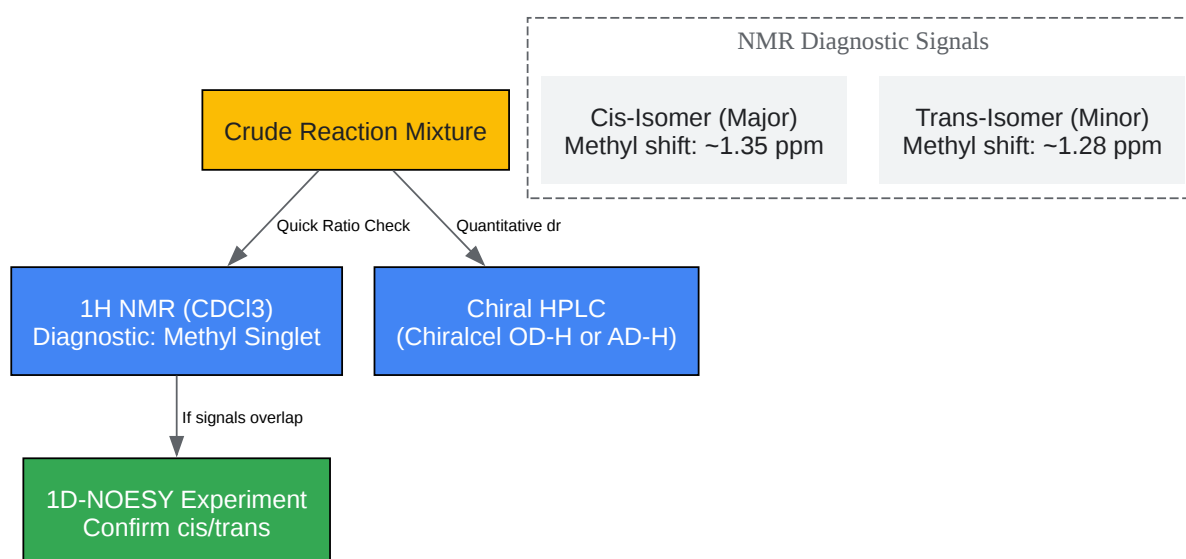 NMR Diagnostic Signals
Crude Reaction Mixture
Cis-Isomer (Major)
Methyl shift: ~1.35 ppm
Trans-Isomer (Minor)
Methyl shift: ~1.28 ppm
Quick Ratio Check
Quantitative dr
1H NMR (CDCl3)
Diagnostic: Methyl Singlet
Chiral HPLC
(Chiralcel OD-H or AD-H)
If signals overlap
1D-NOESY Experiment
Confirm cis/trans